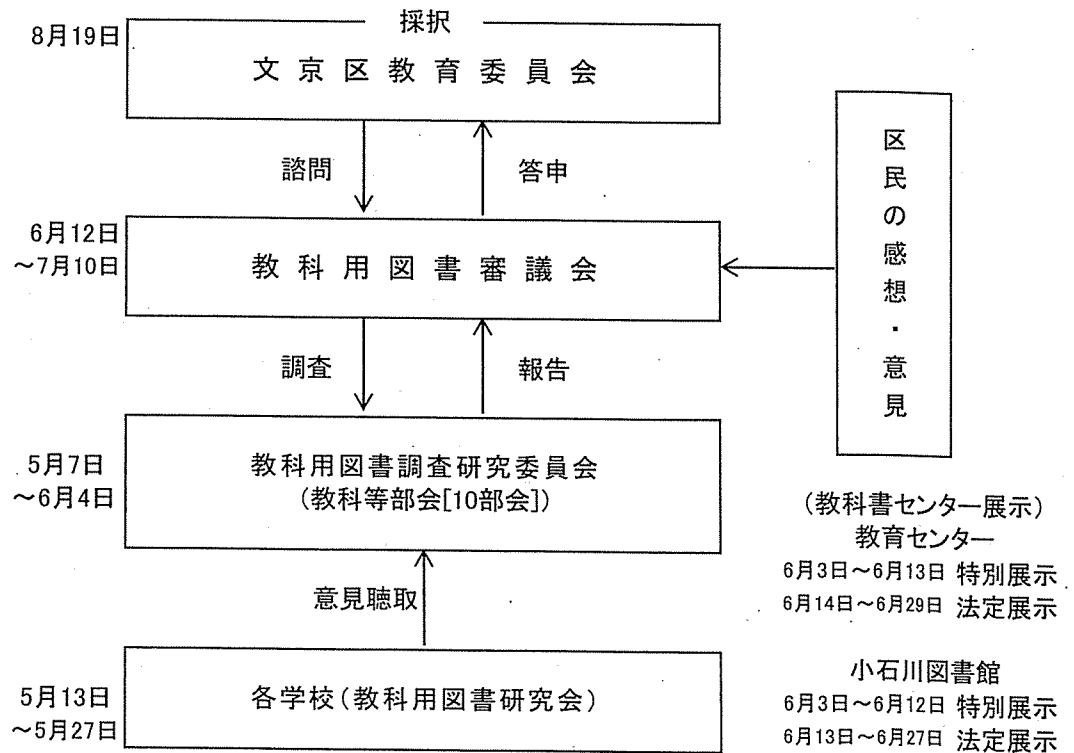 採択
8月19日
文京区教育委員会
諮問
答申
6月12日
～7月10日
教科用図書審議会
区民の感想・意見
調査
報告
5月7日
～6月4日
教科用図書調査研究委員会
(教科等部会[10部会])
意見聴取
5月13日
～5月27日
各学校(教科用図書研究会)
(教科書センター展示)
教育センター
6月3日～6月13日 特別展示
6月14日～6月29日 法定展示
小石川図書館
6月3日～6月12日 特別展示
6月13日～6月27日 法定展示